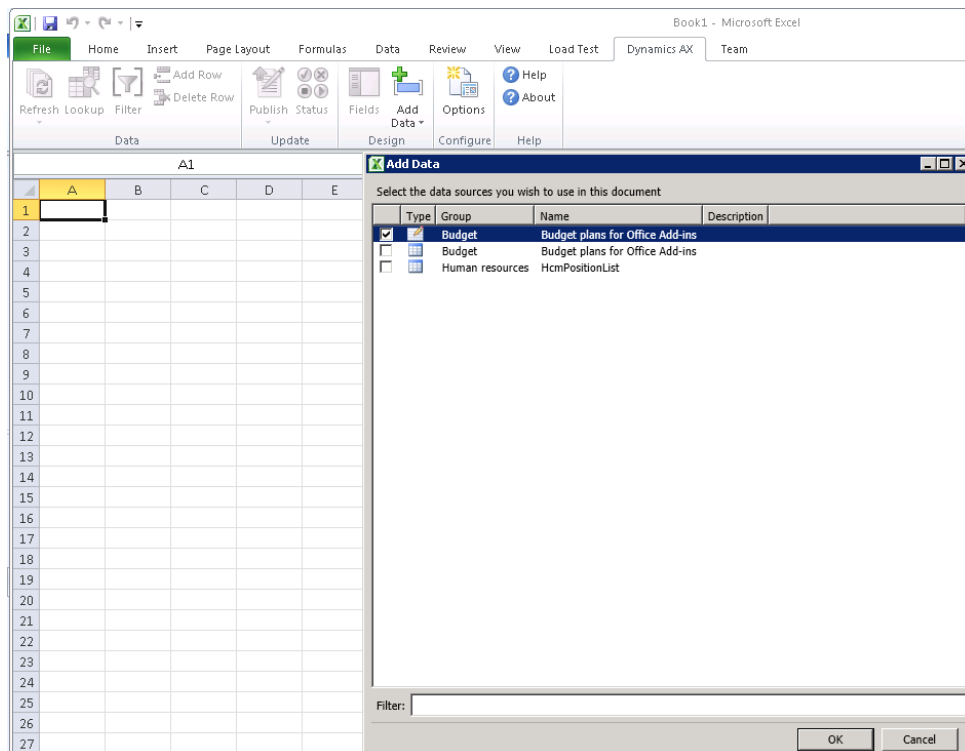 Book1 - Microsoft Excel
File Home Insert Page Layout Formulas Data Review View Load Test Dynamics AX Team
Refresh Lookup Filter Add Row Delete Row Publish Status Fields Add Data Options Help About
Data Update Design Configure Help
A1
Add Data
Select the data sources you wish to use in this document
Type Group Name Description
Budget Budget plans for Office Add-ins
Budget Budget plans for Office Add-ins
Human resources HcmPositionList
A B C D E
1
2
3
4
5
6
7
8
9
10
11
12
13
14
15
16
17
18
19
20
21
22
23
24
25
26
27
Filter:
OK Cancel